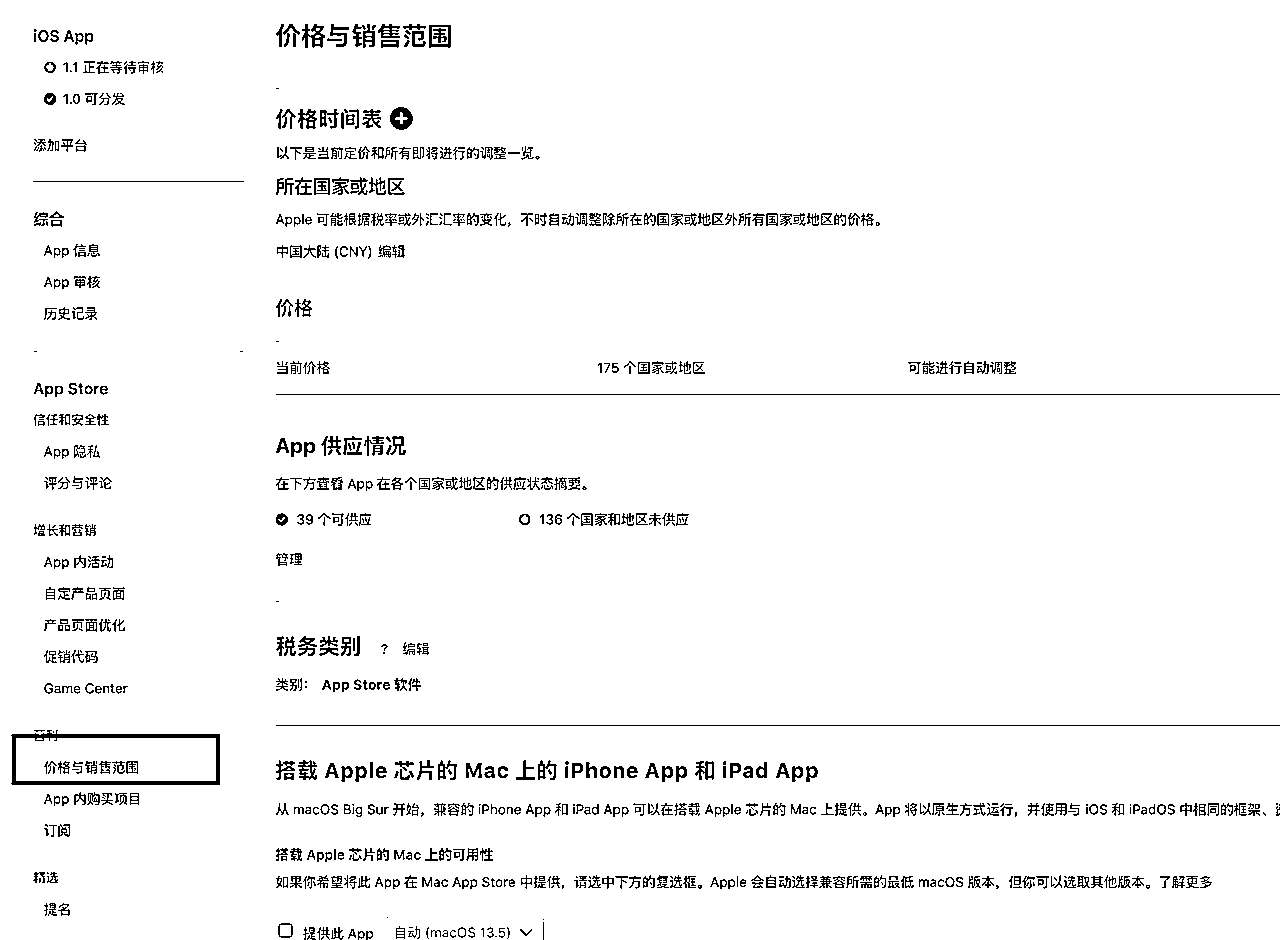 iOS App
1.1 正在等待审核
1.0 可分发
添加平台
综合
App 信息
App 审核
历史记录
App Store
信任和安全性
App 隐私
评分与评论
增长和营销
App 内活动
自定产品页面
产品页面优化
促销代码
Game Center
营利
价格与销售范围
App 内购买项目
订阅
精选
提名
价格与销售范围
价格时间表
以下是当前定价和所有即将进行的调整一览。
所在国家或地区
Apple 可能根据税率或外汇汇率的变化，不时自动调整除所在的国家或地区外所有国家或地区的价格。
中国大陆 (CNY) 编辑
价格
当前价格 175 个国家或地区 可能进行自动调整
App 供应情况
在下方查看 App 在各个国家或地区的供应状态摘要。
39 个可供应 136 个国家和地区未供应
管理
税务类别 ? 编辑
类别： App Store 软件
搭载 Apple 芯片的 Mac 上的 iPhone App 和 iPad App
从 macOS Big Sur 开始，兼容的 iPhone App 和 iPad App 可以在搭载 Apple 芯片的 Mac 上提供。App 将以原生方式运行，并使用与 iOS 和 iPadOS 中相同的框架、
搭载 Apple 芯片的 Mac 上的可用性
如果你希望将此 App 在 Mac App Store 中提供，请选中下方的复选框。Apple 会自动选择兼容所需的最低 macOS 版本，但你可以选取其他版本。了解更多
提供此 App 自动 (macOS 13.5)